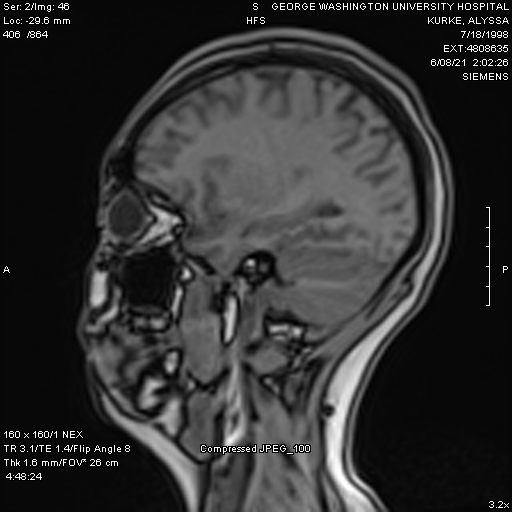 Ser: 2/Img: 46
Loc: -29.6 mm
406 /864
S
HFS
GEORGE WASHINGTON UNIVERSITY HOSPITAL
KURKE, ALYSSA
7/18/1998
EXT:4808635
6/08/21 2:02:26
SIEMENS
A
P
160 x 160/1 NEX
TR 3.1/TE 1.4/Flip Angle 8
Thk 1.6 mm/FOV* 26 cm
4:48:24
Compressed JPEG_100
3.2x